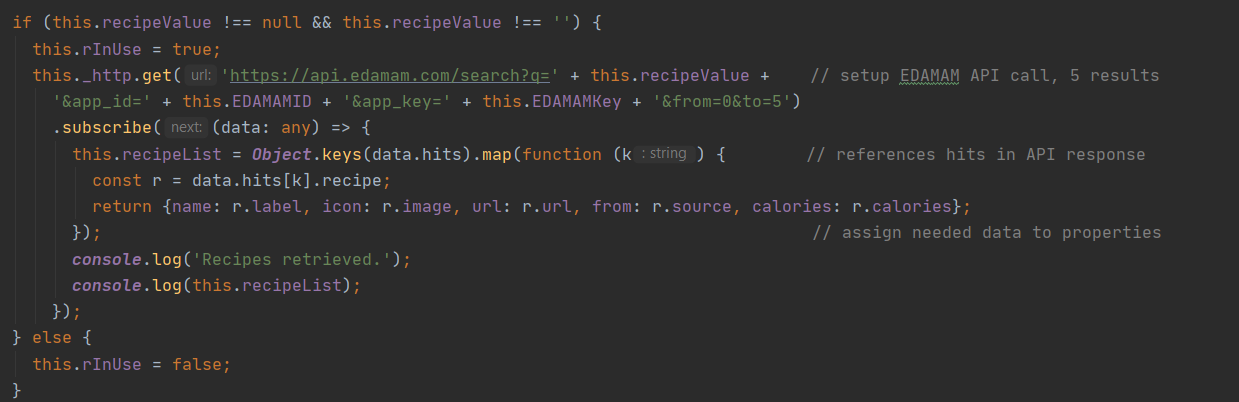 if (this.recipeValue !== null && this.recipeValue !== '') {
this.rInUse = true;
this._http.get( url: 'https://api.edamam.com/search?q=' + this.recipeValue + // setup EDAMAM API call, 5 results
'&app_id=' + this.EDAMAMID + '&app_key=' + this.EDAMAMKey + '&from=0&to=5')
.subscribe( next: (data: any) => {
this.recipeList = Object.keys(data.hits).map(function (k : string ) { // references hits in API response
const r = data.hits[k].recipe;
return {name: r.label, icon: r.image, url: r.url, from: r.source, calories: r.calories};
}); // assign needed data to properties
console.log('Recipes retrieved.');
console.log(this.recipeList);
});
} else {
this.rInUse = false;
}